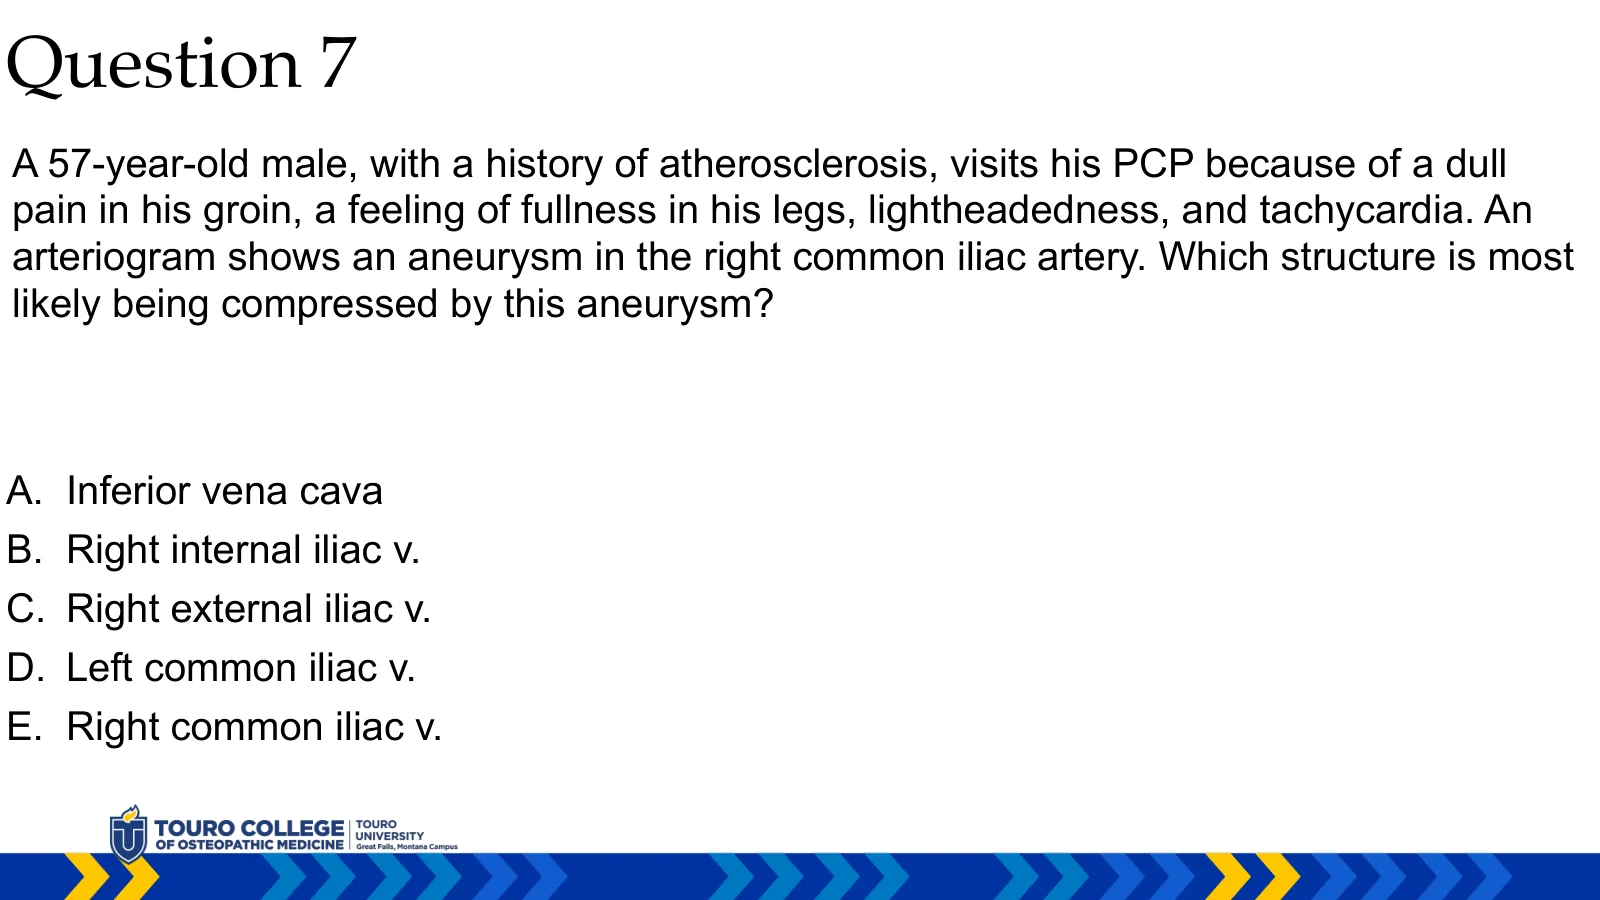 Question 7
A 57-year-old male, with a history of atherosclerosis, visits his PCP because of a dull
pain in his groin, a feeling of fullness in his legs, lightheadedness, and tachycardia. An
arteriogram shows an aneurysm in the right common iliac artery. Which structure is most
likely being compressed by this aneurysm?
A. Inferior vena cava
B. Right internal iliac v.
C. Right external iliac v.
D. Left common iliac v.
E. Right common iliac v.
TOURO COLLEGE
OF OSTEOPATHIC MEDICINE
TOURO
UNIVERSITY
Great Falls, Montana Campus